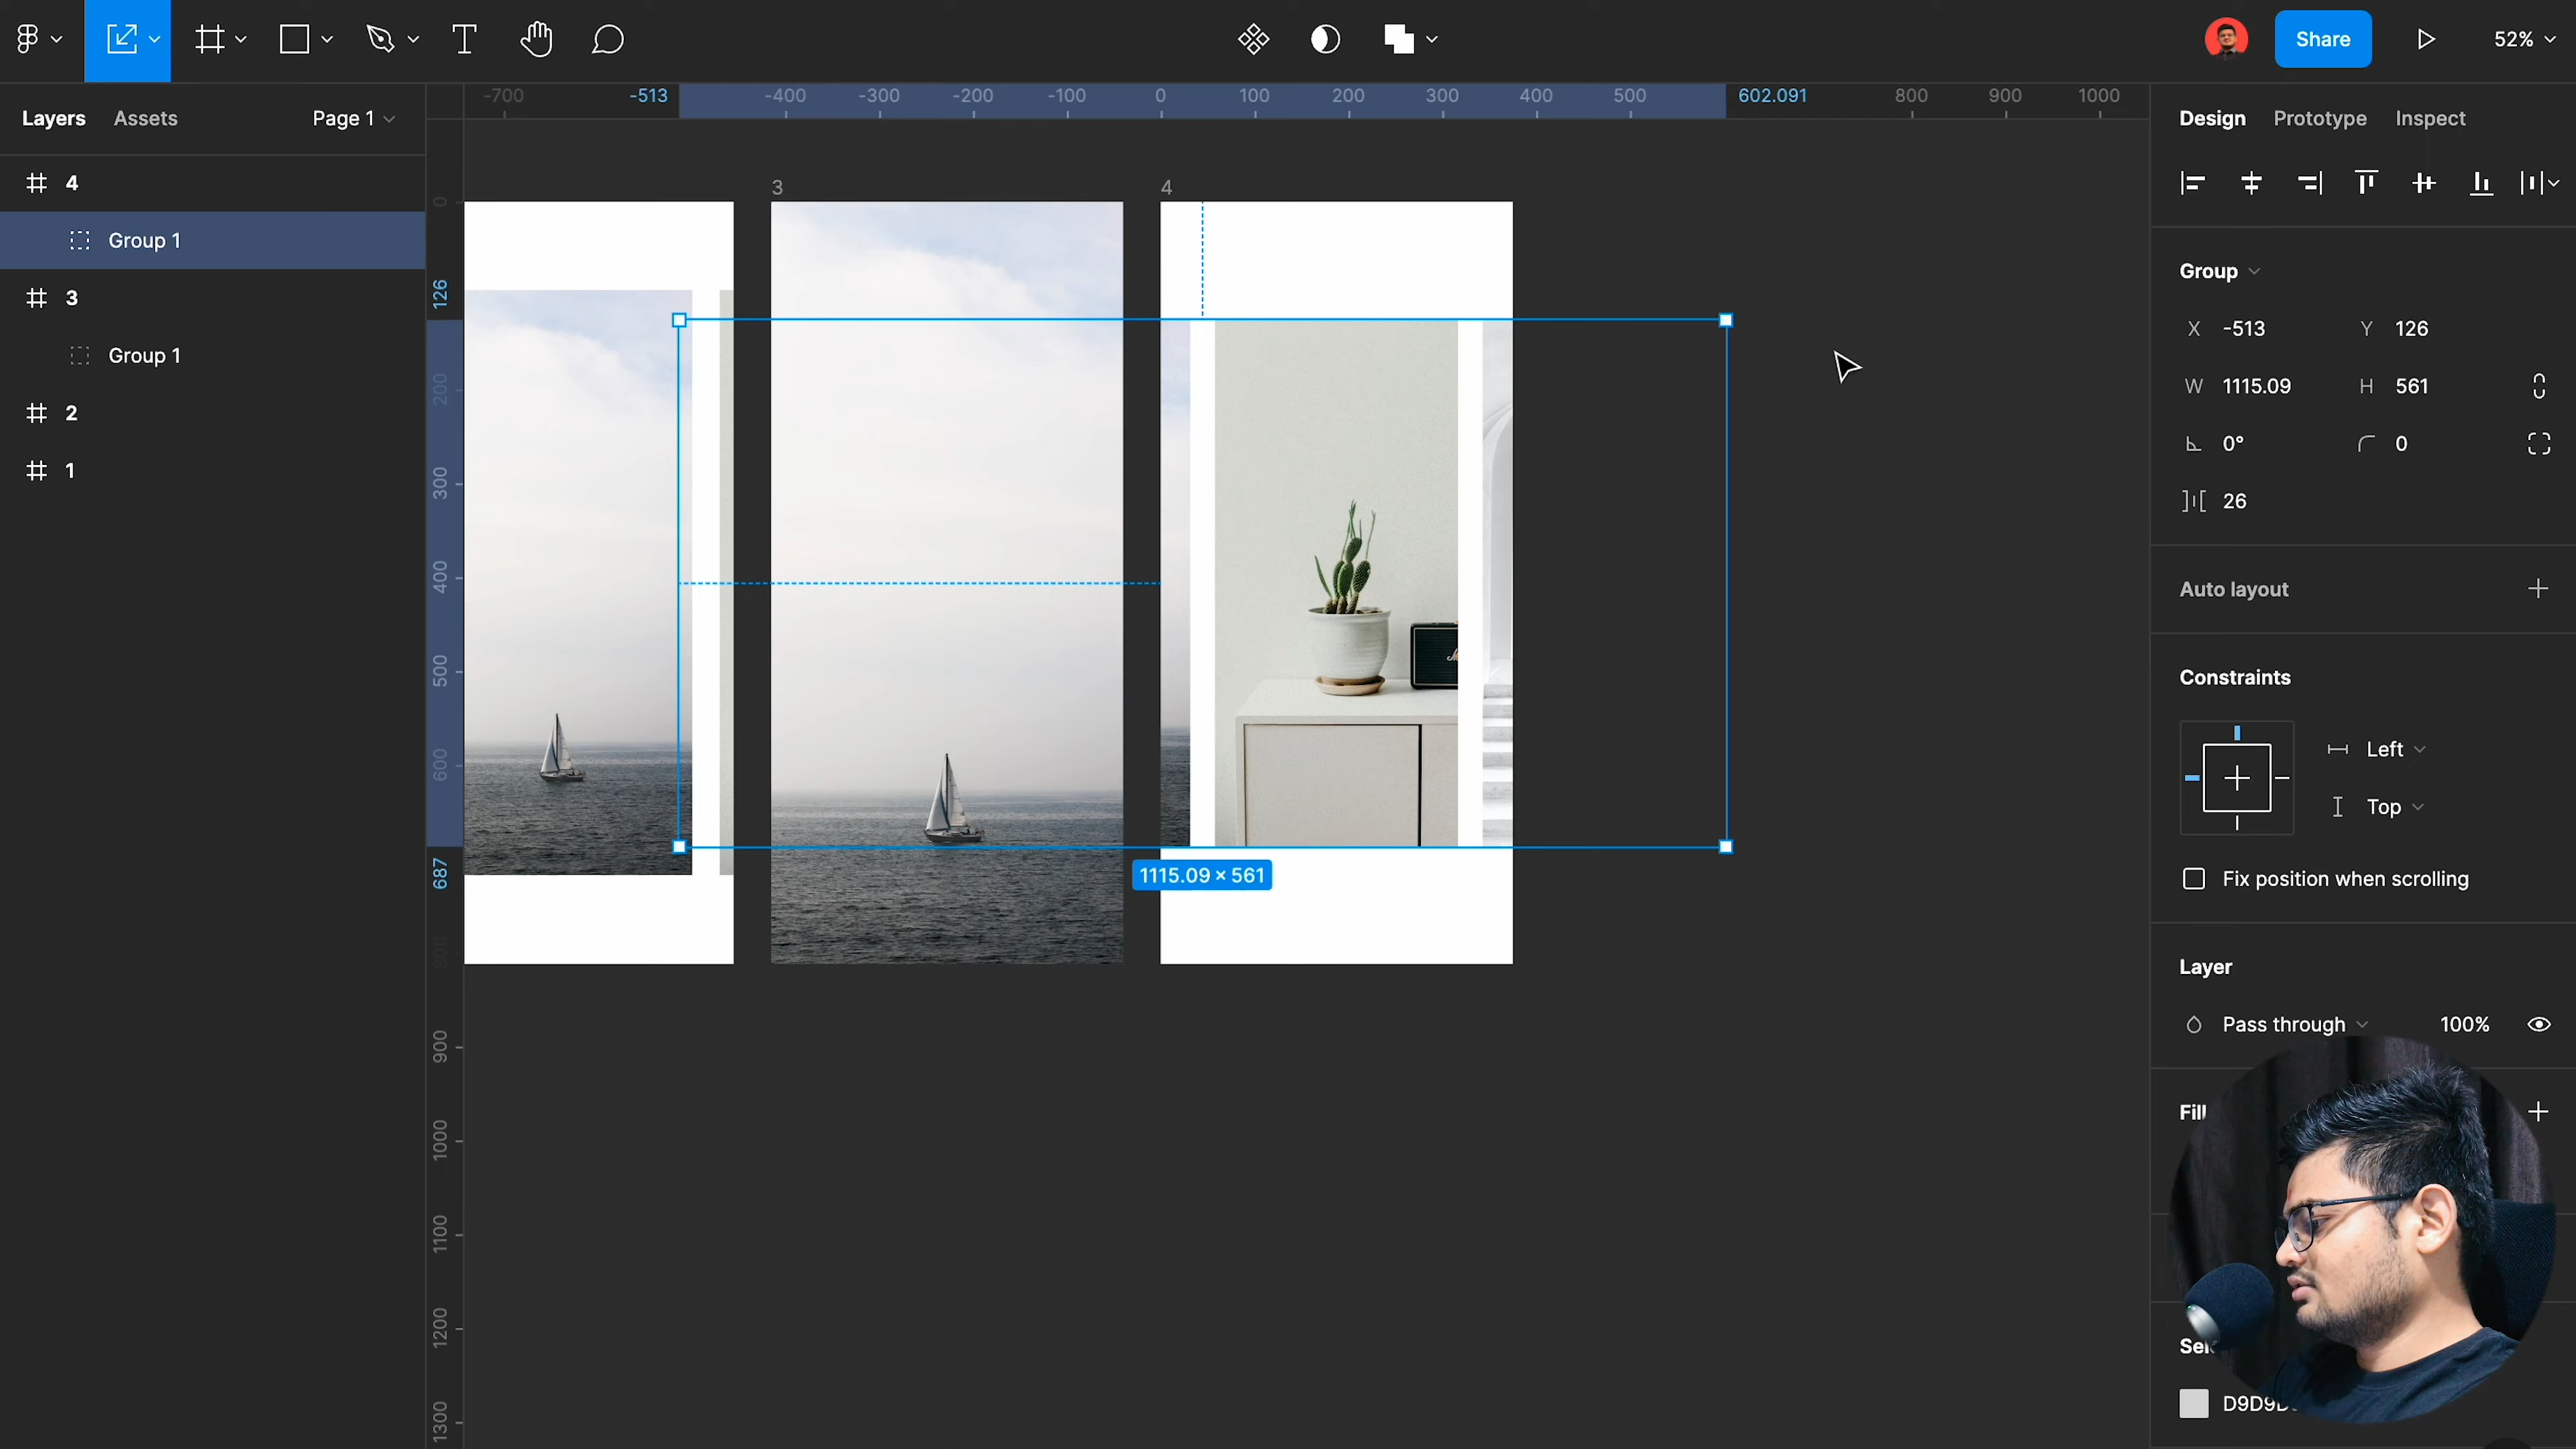 Share
52%
Layers
Assets
Page 1
4
Group 1
3
Group 1
2
1
-700
-513
-400
-300
-200
-100
0
100
200
300
400
500
602.091
800
900
1000
0
126
200
300
400
500
600
687
800
900
1000
1100
1200
1300
3
4
1115.09 × 561
Design
Prototype
Inspect
Group
X -513
Y 126
W 1115.09
H 561
0°
0
26
Auto layout
Constraints
Left
Top
Fix position when scrolling
Layer
Pass through
100%
Fill